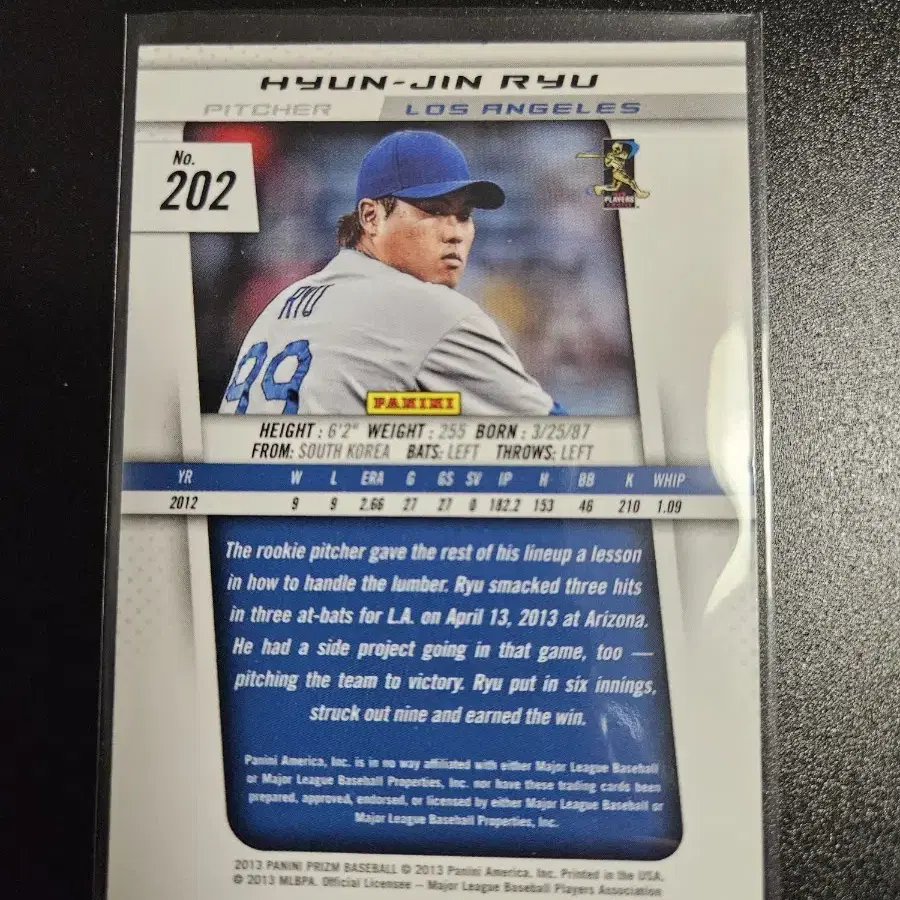 HYUN-JIN RYU
PITCHER LOS ANGELES
No.
202
PLAYERS
RYU
99
PANINI
HEIGHT : 6'2" WEIGHT : 255 BORN : 3/25/87
FROM: SOUTH KOREA BATS: LEFT THROWS: LEFT
YR W L ERA G GS SV IP H BB K WHIP
2012 9 9 2.66 27 27 0 182.2 153 46 210 1.09
The rookie pitcher gave the rest of his lineup a lesson
in how to handle the lumber. Ryu smacked three hits
in three at-bats for L.A. on April 13, 2013 at Arizona.
He had a side project going in that game, too —
pitching the team to victory. Ryu put in six innings,
struck out nine and earned the win.
Panini America, Inc. is in no way affiliated with either Major League Baseball
or Major League Baseball Properties, Inc. nor have these trading cards been
prepared, approved, endorsed, or licensed by either Major League Baseball or
Major League Baseball Properties, Inc.
2013 PANINI PRIZM BASEBALL © 2013 Panini America, Inc. Printed in the USA.
© 2013 MLBPA. Official Licensee – Major League Baseball Players Association